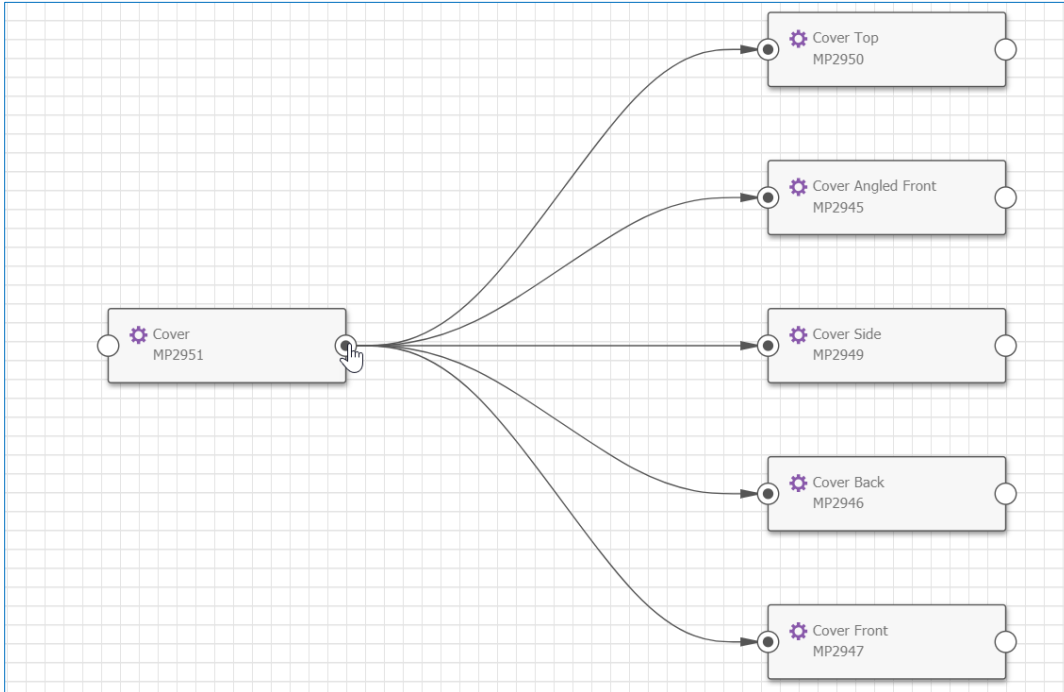 Cover Top
MP2950
Cover Angled Front
MP2945
Cover
MP2951
Cover Side
MP2949
Cover Back
MP2946
Cover Front
MP2947